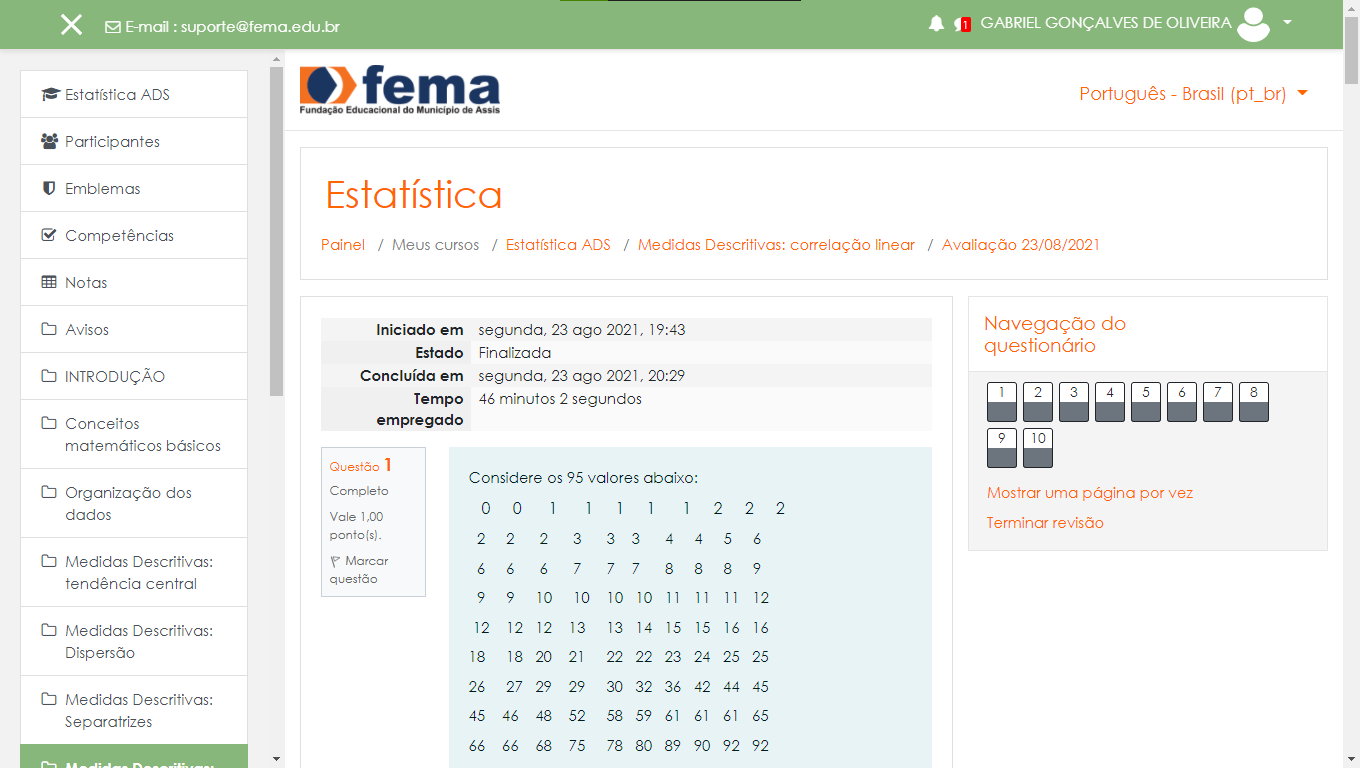 E-mail : suporte@fema.edu.br
1 GABRIEL GONÇALVES DE OLIVEIRA
Estatística ADS
Participantes
Emblemas
Competências
Notas
Avisos
INTRODUÇÃO
Conceitos
matemáticos básicos
Organização dos
dados
Medidas Descritivas:
tendência central
Medidas Descritivas:
Dispersão
Medidas Descritivas:
Separatrizes
Medidas Descritivas:
fema
Fundação Educacional do Município de Assis
Português - Brasil (pt_br)
Estatística
Painel / Meus cursos / Estatística ADS / Medidas Descritivas: correlação linear / Avaliação 23/08/2021
Iniciado em segunda, 23 ago 2021, 19:43
Estado Finalizada
Concluída em segunda, 23 ago 2021, 20:29
Tempo
empregado 46 minutos 2 segundos
Questão 1
Completo
Vale 1,00
ponto(s).
Marcar
questão
Considere os 95 valores abaixo:
0 0 1 1 1 1 1 2 2 2
2 2 2 3 3 3 4 4 5 6
6 6 6 7 7 7 8 8 8 9
9 9 10 10 10 10 11 11 11 12
12 12 12 13 13 14 15 15 16 16
18 18 20 21 22 22 23 24 25 25
26 27 29 29 30 32 36 42 44 45
45 46 48 52 58 59 61 61 61 65
66 66 68 75 78 80 89 90 92 92
Navegação do
questionário
1 2 3 4 5 6 7 8
9 10
Mostrar uma página por vez
Terminar revisão